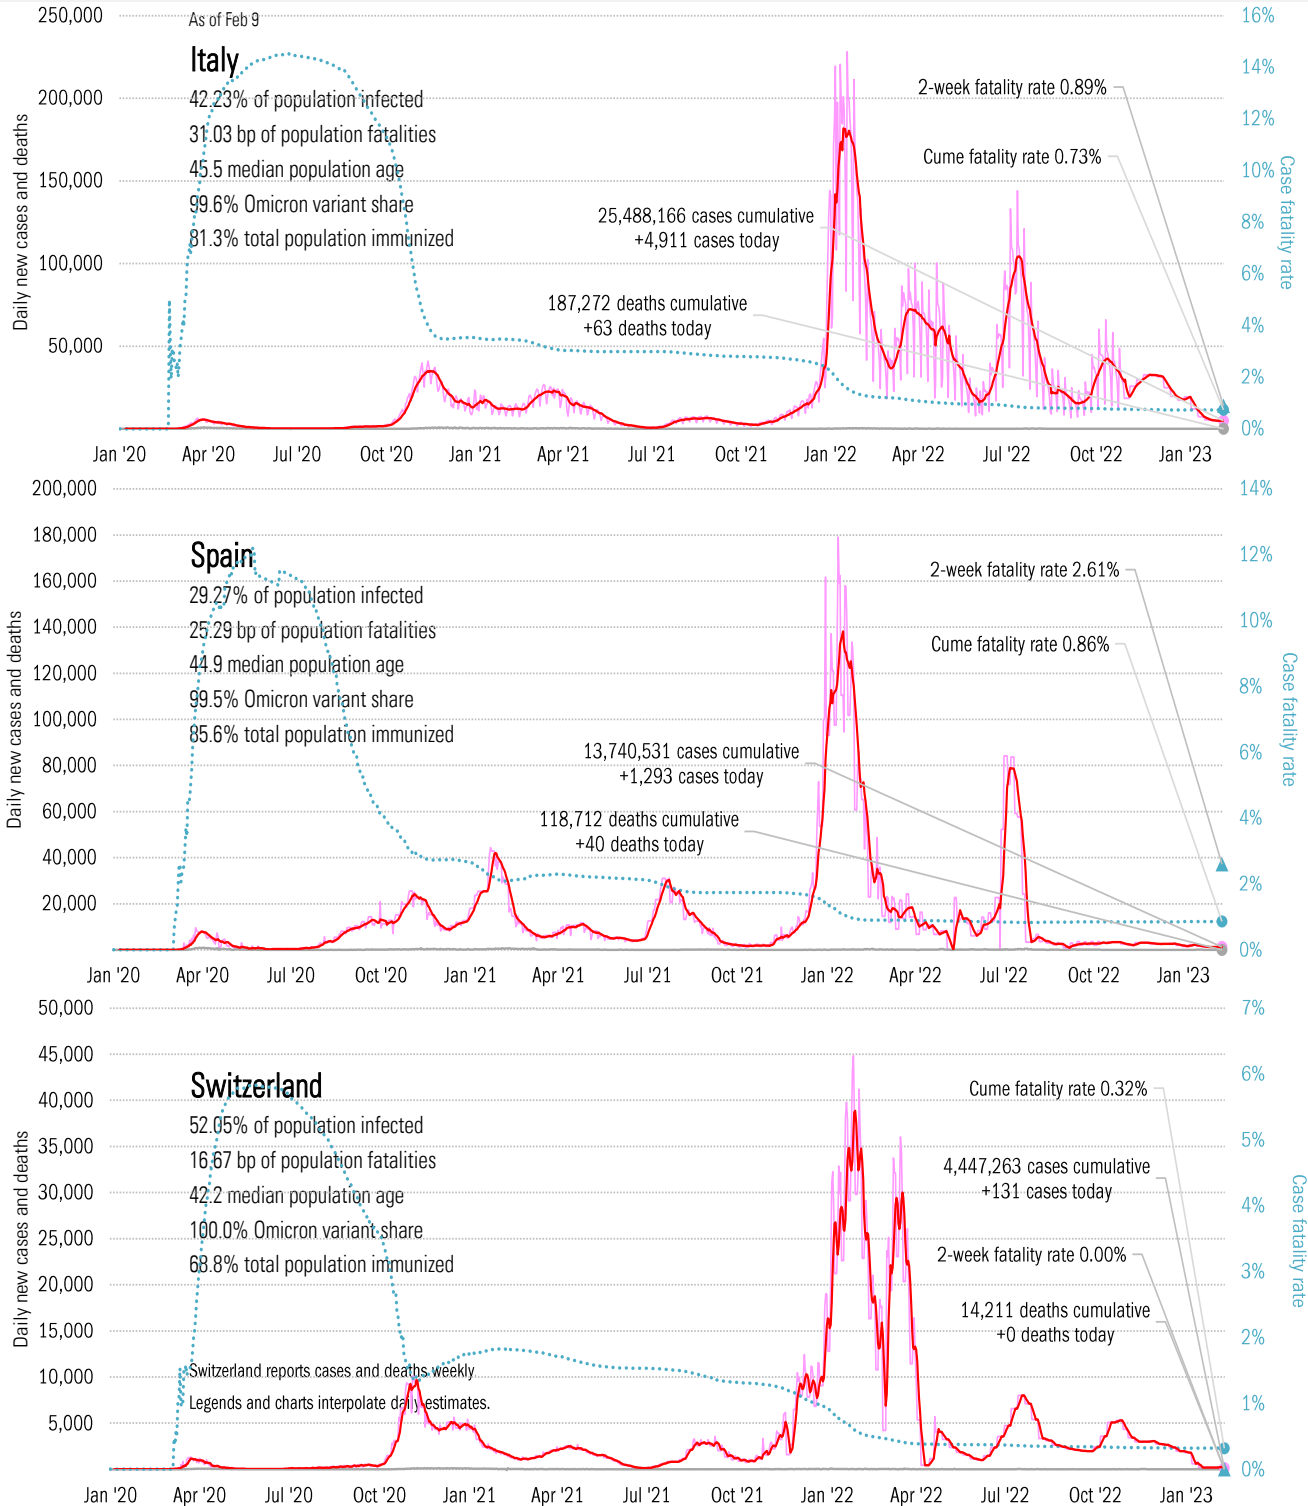 As of Feb 9
Italy
42.23% of population infected
31.03 bp of population fatalities
45.5 median population age
99.6% Omicron variant share
81.3% total population immunized
2-week fatality rate 0.89%
Cume fatality rate 0.73%
25,488,166 cases cumulative
+4,911 cases today
187,272 deaths cumulative
+63 deaths today
Daily new cases and deaths
250,000
200,000
150,000
100,000
50,000
16%
14%
12%
10%
8%
6%
4%
2%
0%
Case fatality rate
Jan '20 Apr '20 Jul '20 Oct '20 Jan '21 Apr '21 Jul '21 Oct '21 Jan '22 Apr '22 Jul '22 Oct '22 Jan '23
Spain
29.27% of population infected
25.29 bp of population fatalities
44.9 median population age
99.5% Omicron variant share
85.6% total population immunized
2-week fatality rate 2.61%
Cume fatality rate 0.86%
13,740,531 cases cumulative
+1,293 cases today
118,712 deaths cumulative
+40 deaths today
Daily new cases and deaths
200,000
180,000
160,000
140,000
120,000
100,000
80,000
60,000
40,000
20,000
14%
12%
10%
8%
6%
4%
2%
0%
Case fatality rate
Jan '20 Apr '20 Jul '20 Oct '20 Jan '21 Apr '21 Jul '21 Oct '21 Jan '22 Apr '22 Jul '22 Oct '22 Jan '23
Switzerland
52.05% of population infected
16.67 bp of population fatalities
42.2 median population age
100.0% Omicron variant share
68.8% total population immunized
Switzerland reports cases and deaths weekly
Legends and charts interpolate daily estimates.
Cume fatality rate 0.32%
4,447,263 cases cumulative
+131 cases today
2-week fatality rate 0.00%
14,211 deaths cumulative
+0 deaths today
Daily new cases and deaths
50,000
45,000
40,000
35,000
30,000
25,000
20,000
15,000
10,000
5,000
7%
6%
5%
4%
3%
2%
1%
0%
Case fatality rate
Jan '20 Apr '20 Jul '20 Oct '20 Jan '21 Apr '21 Jul '21 Oct '21 Jan '22 Apr '22 Jul '22 Oct '22 Jan '23